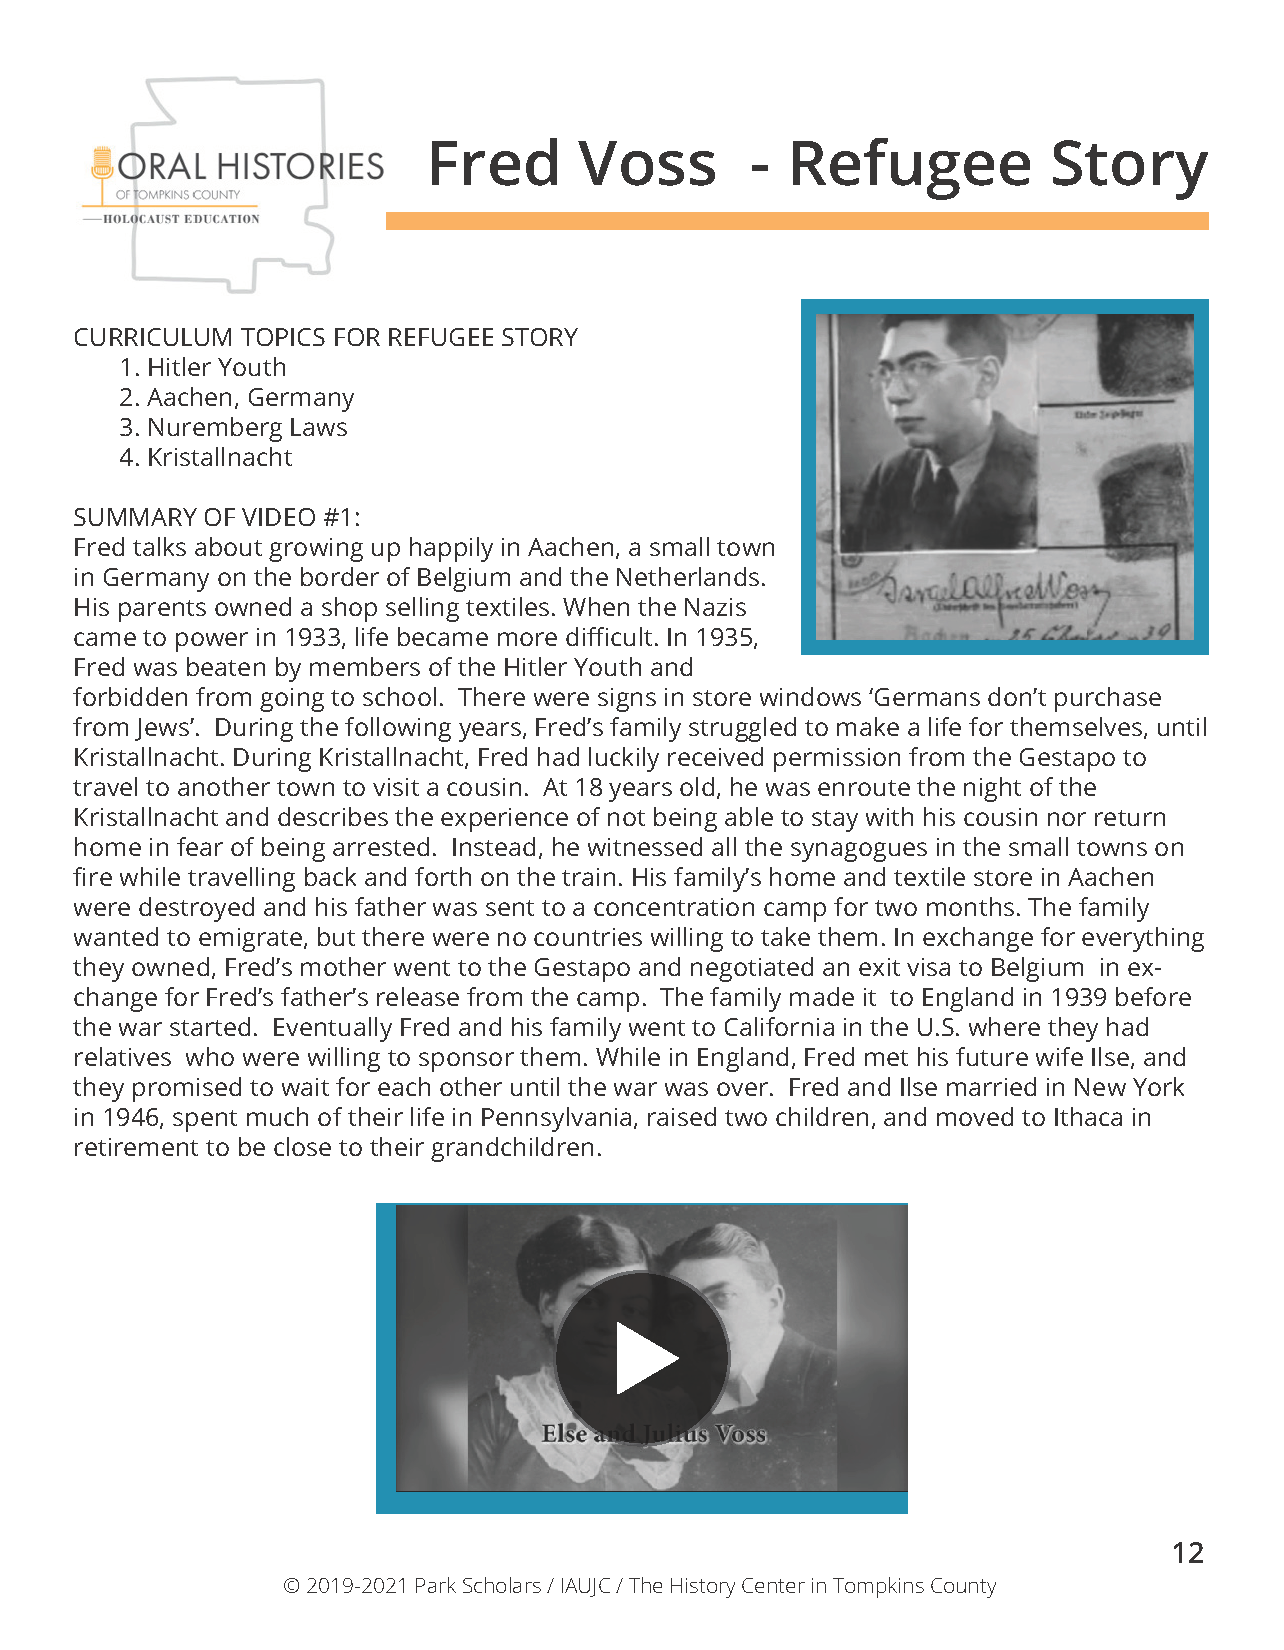 ORAL HISTORIES
OF TOMPKINS COUNTY
HOLOCAUST EDUCATION
Fred Voss - Refugee Story
CURRICULUM TOPICS FOR REFUGEE STORY
1. Hitler Youth
2. Aachen, Germany
3. Nuremberg Laws
4. Kristallnacht
SUMMARY OF VIDEO #1:
Fred talks about growing up happily in Aachen, a small town
in Germany on the border of Belgium and the Netherlands.
His parents owned a shop selling textiles. When the Nazis
came to power in 1933, life became more difficult. In 1935,
Fred was beaten by members of the Hitler Youth and
forbidden from going to school.  There were signs in store windows ‘Germans don’t purchase
from Jews’.  During the following years, Fred’s family struggled to make a life for themselves, until
Kristallnacht. During Kristallnacht, Fred had luckily received permission from the Gestapo to
travel to another town to visit a cousin.  At 18 years old, he was enroute the night of the
Kristallnacht and describes the experience of not being able to stay with his cousin nor return
home in fear of being arrested.  Instead, he witnessed all the synagogues in the small towns on
fire while travelling back and forth on the train. His family’s home and textile store in Aachen
were destroyed and his father was sent to a concentration camp for two months. The family
wanted to emigrate, but there were no countries willing to take them. In exchange for everything
they owned, Fred’s mother went to the Gestapo and negotiated an exit visa to Belgium  in ex-
change for Fred’s father’s release from the camp.  The family made it  to England in 1939 before
the war started.  Eventually Fred and his family went to California in the U.S. where they had
relatives  who were willing to sponsor them. While in England, Fred met his future wife Ilse, and
they promised to wait for each other until the war was over.  Fred and Ilse married in New York
in 1946, spent much of their life in Pennsylvania, raised two children, and moved to Ithaca in
retirement to be close to their grandchildren.
Israel Alfred Voss
Else and Julius Voss
12
© 2019-2021 Park Scholars / IAUJC / The History Center in Tompkins County